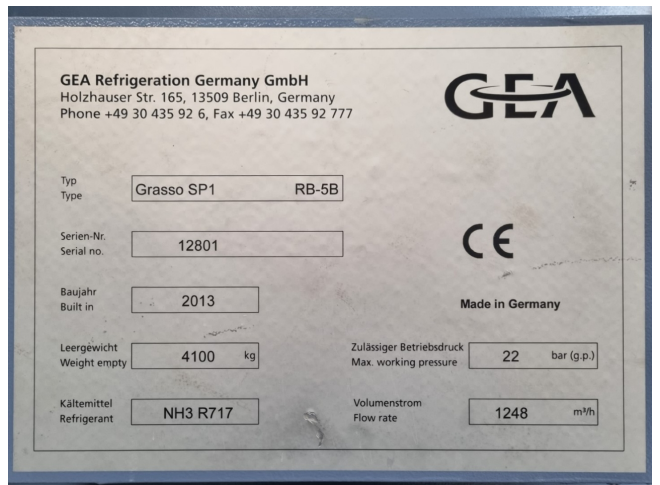 GEA Refrigeration Germany GmbH
Holzhauser Str. 165, 13509 Berlin, Germany
Phone +49 30 435 92 6, Fax +49 30 435 92 777
GEA
Typ
Type
Grasso SP1 RB-5B
Serien-Nr.
Serial no.
12801
CE
Baujahr
Built in
2013
Made in Germany
Leergewicht
Weight empty
4100 kg
Zulässiger Betriebsdruck
Max. working pressure
22 bar (g.p.)
Kältemittel
Refrigerant
NH3 R717
Volumenstrom
Flow rate
1248 m³/h